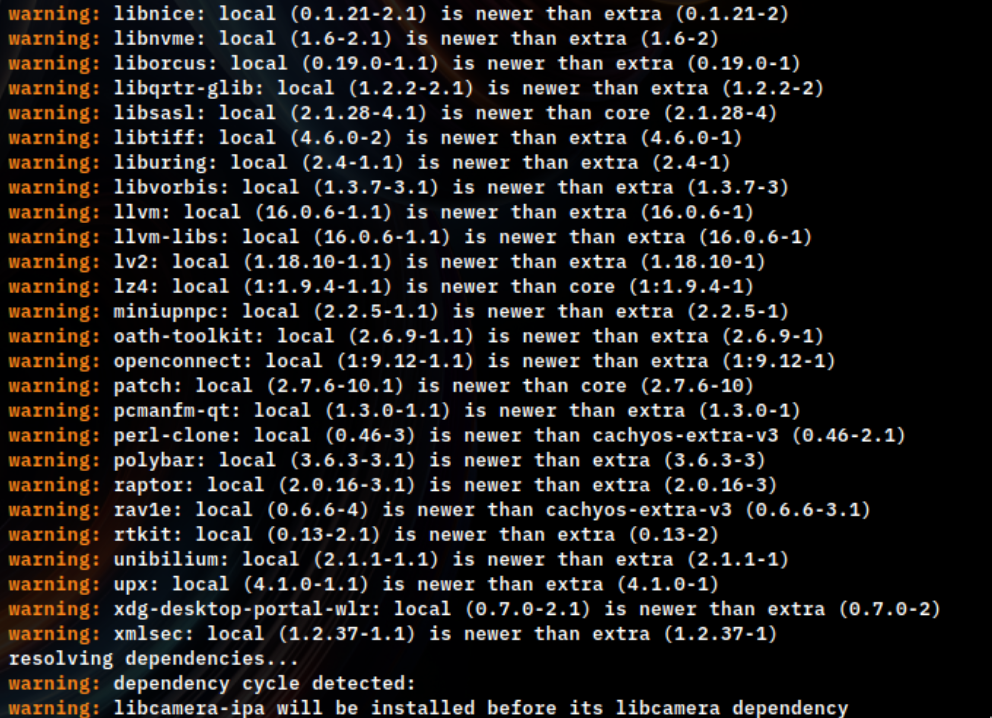 warning: libnice: local (0.1.21-2.1) is newer than extra (0.1.21-2)
warning: libnvme: local (1.6-2.1) is newer than extra (1.6-2)
warning: liborcus: local (0.19.0-1.1) is newer than extra (0.19.0-1)
warning: libqrtr-glib: local (1.2.2-2.1) is newer than extra (1.2.2-2)
warning: libsasl: local (2.1.28-4.1) is newer than core (2.1.28-4)
warning: libtiff: local (4.6.0-2) is newer than extra (4.6.0-1)
warning: liburing: local (2.4-1.1) is newer than extra (2.4-1)
warning: libvorbis: local (1.3.7-3.1) is newer than extra (1.3.7-3)
warning: llvm: local (16.0.6-1.1) is newer than extra (16.0.6-1)
warning: llvm-libs: local (16.0.6-1.1) is newer than extra (16.0.6-1)
warning: lv2: local (1.18.10-1.1) is newer than extra (1.18.10-1)
warning: lz4: local (1:1.9.4-1.1) is newer than core (1:1.9.4-1)
warning: miniupnpc: local (2.2.5-1.1) is newer than extra (2.2.5-1)
warning: oath-toolkit: local (2.6.9-1.1) is newer than extra (2.6.9-1)
warning: openconnect: local (1:9.12-1.1) is newer than extra (1:9.12-1)
warning: patch: local (2.7.6-10.1) is newer than core (2.7.6-10)
warning: pcmanfm-qt: local (1.3.0-1.1) is newer than extra (1.3.0-1)
warning: perl-clone: local (0.46-3) is newer than cachyos-extra-v3 (0.46-2.1)
warning: polybar: local (3.6.3-3.1) is newer than extra (3.6.3-3)
warning: raptor: local (2.0.16-3.1) is newer than extra (2.0.16-3)
warning: rav1e: local (0.6.6-4) is newer than cachyos-extra-v3 (0.6.6-3.1)
warning: rtkit: local (0.13-2.1) is newer than extra (0.13-2)
warning: unibilium: local (2.1.1-1.1) is newer than extra (2.1.1-1)
warning: upx: local (4.1.0-1.1) is newer than extra (4.1.0-1)
warning: xdg-desktop-portal-wlr: local (0.7.0-2.1) is newer than extra (0.7.0-2)
warning: xmlsec: local (1.2.37-1.1) is newer than extra (1.2.37-1)
resolving dependencies...
warning: dependency cycle detected:
warning: libcamera-ipa will be installed before its libcamera dependency